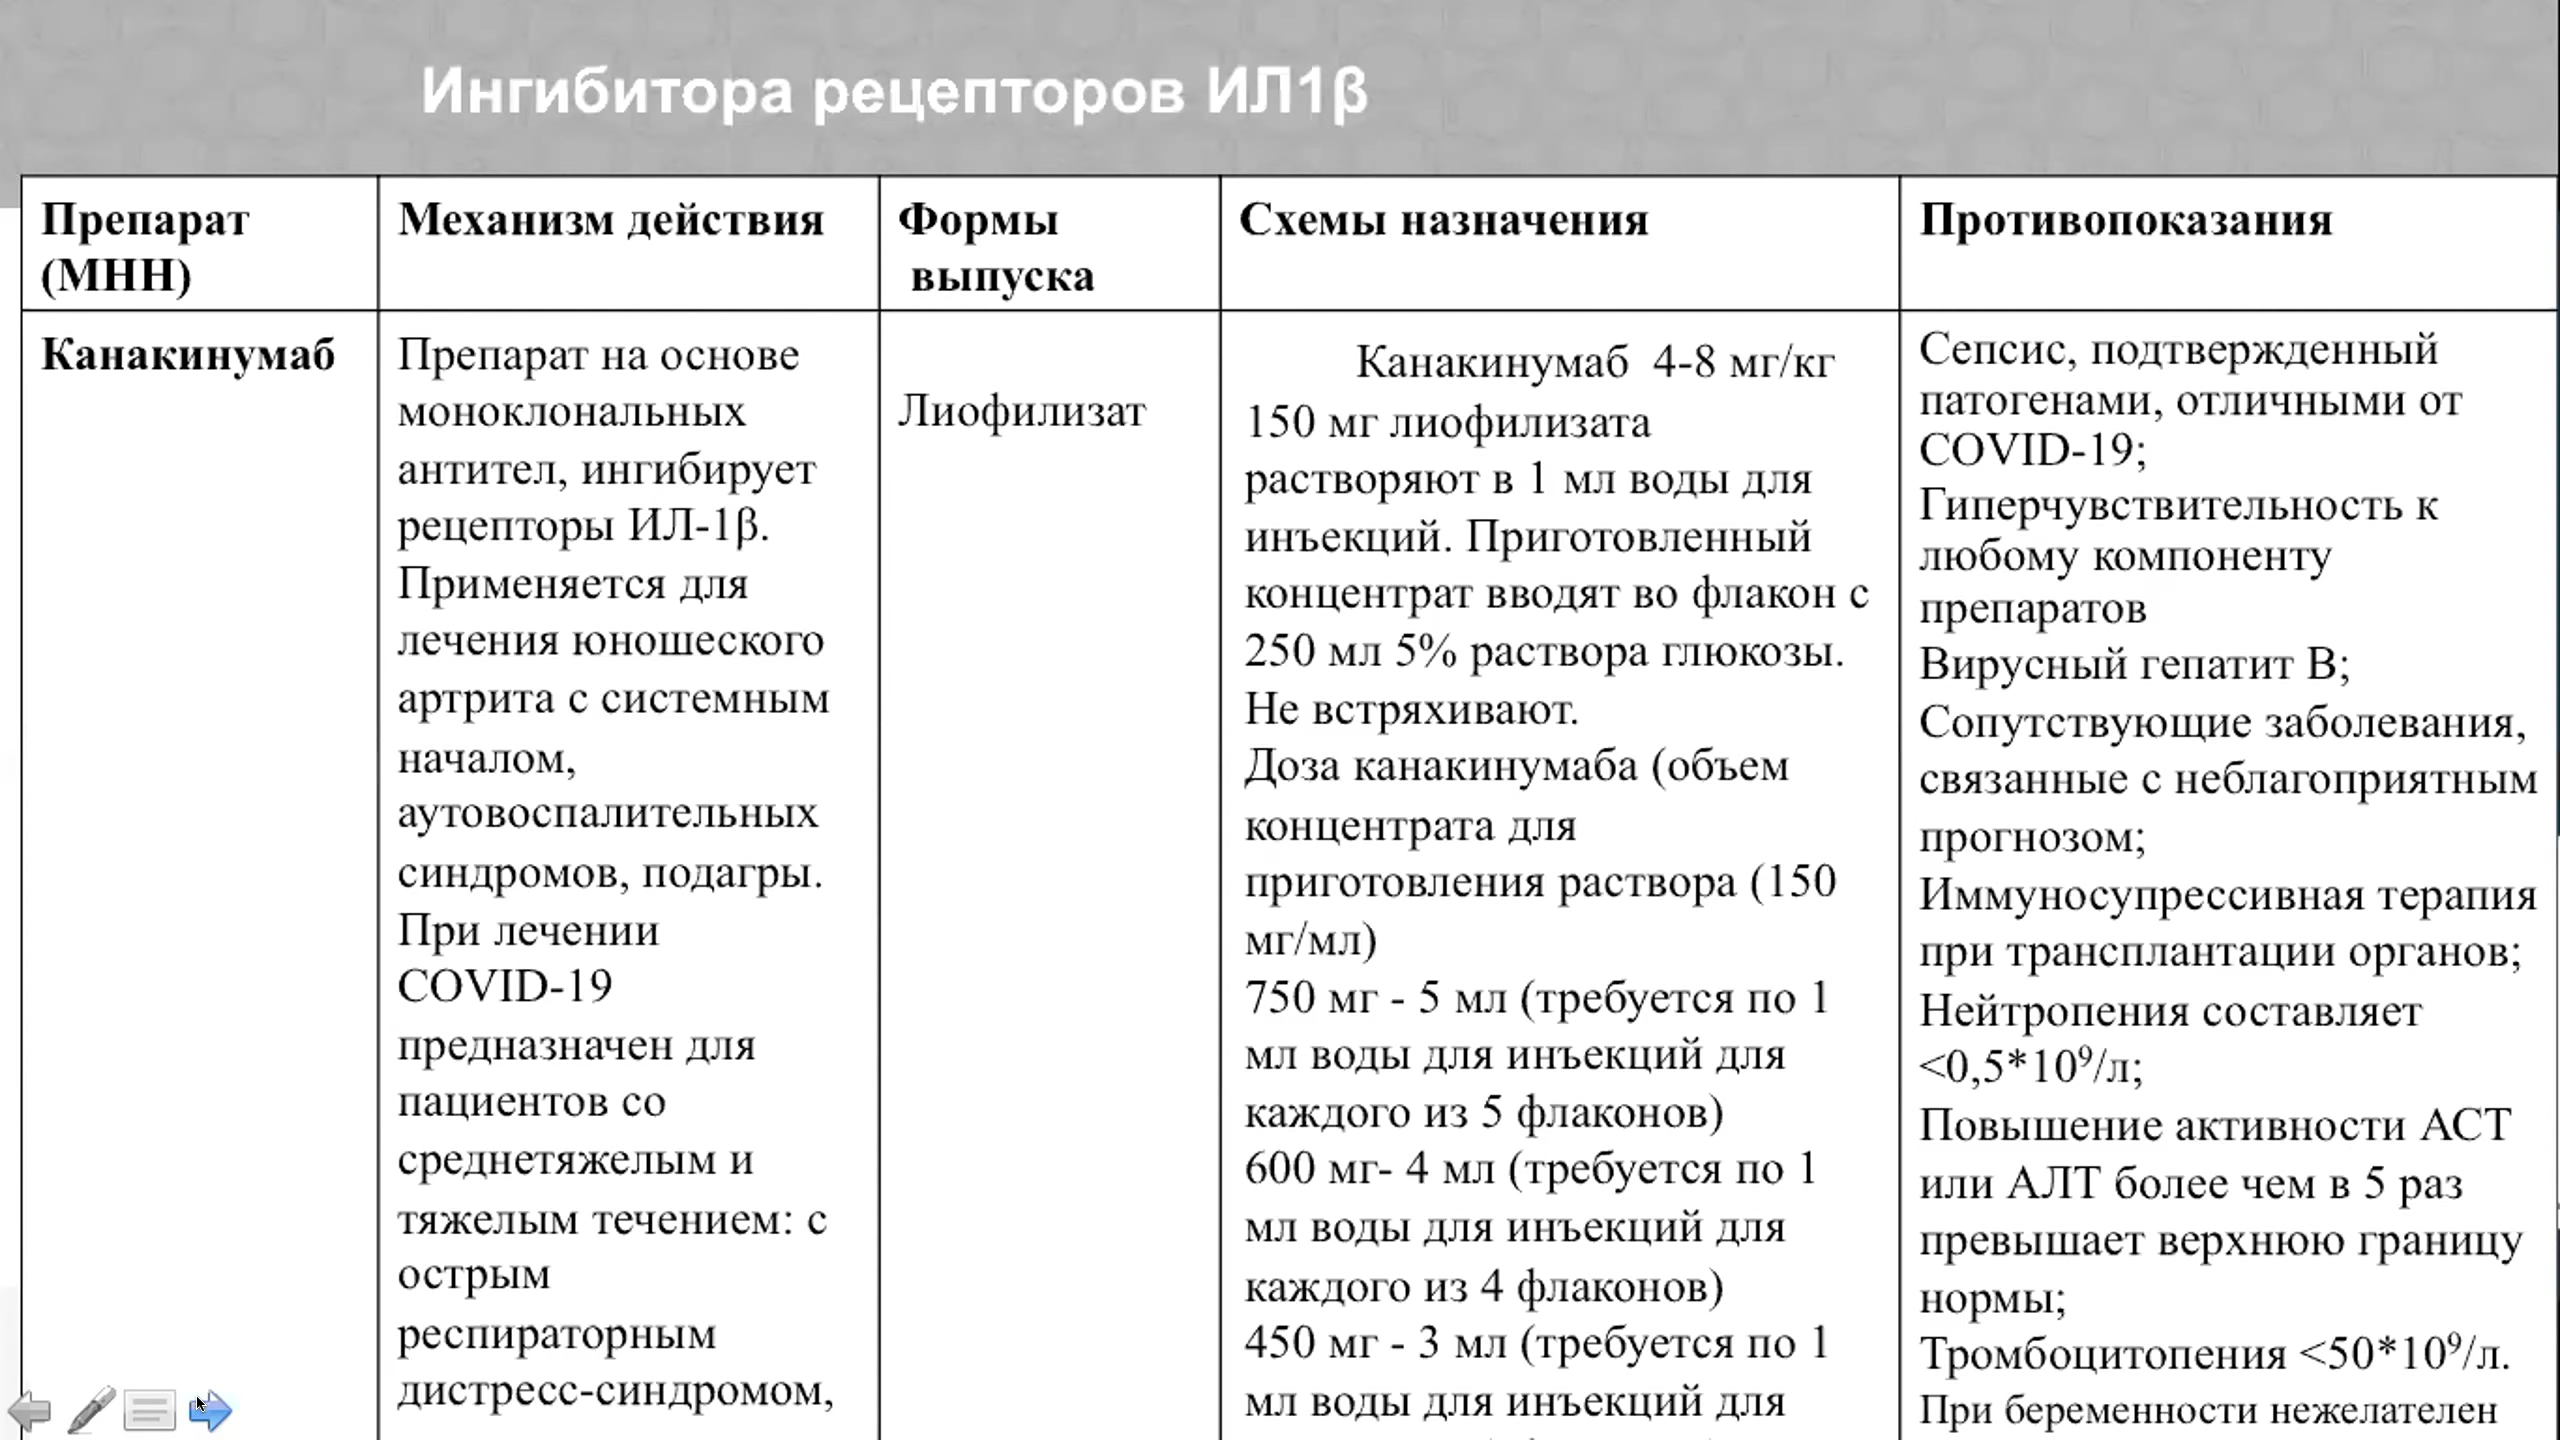 Ингибитора рецепторов ИЛ1β
Препарат
(МНН)
Механизм действия
Формы
выпуска
Схемы назначения
Противопоказания
Канакинумаб
Препарат на основе
моноклональных
антител, ингибирует
рецепторы ИЛ-1β.
Применяется для
лечения юношеского
артрита с системным
началом,
аутовоспалительных
синдромов, подагры.
При лечении
COVID-19
предназначен для
пациентов со
среднетяжелым и
тяжелым течением: с
острым
респираторным
дистресс-синдромом,
Лиофилизат
Канакинумаб 4-8 мг/кг
150 мг лиофилизата
растворяют в 1 мл воды для
инъекций. Приготовленный
концентрат вводят во флакон с
250 мл 5% раствора глюкозы.
Не встряхивают.
Доза канакинумаба (объем
концентрата для
приготовления раствора (150
мг/мл)
750 мг - 5 мл (требуется по 1
мл воды для инъекций для
каждого из 5 флаконов)
600 мг- 4 мл (требуется по 1
мл воды для инъекций для
каждого из 4 флаконов)
450 мг - 3 мл (требуется по 1
мл воды для инъекций для
Сепсис, подтвержденный
патогенами, отличными от
COVID-19;
Гиперчувствительность к
любому компоненту
препаратов
Вирусный гепатит В;
Сопутствующие заболевания,
связанные с неблагоприятным
прогнозом;
Иммуносупрессивная терапия
при трансплантации органов;
Нейтропения составляет
<0,5*10⁹/л;
Повышение активности АСТ
или АЛТ более чем в 5 раз
превышает верхнюю границу
нормы;
Тромбоцитопения <50*10⁹/л.
При беременности нежелателен